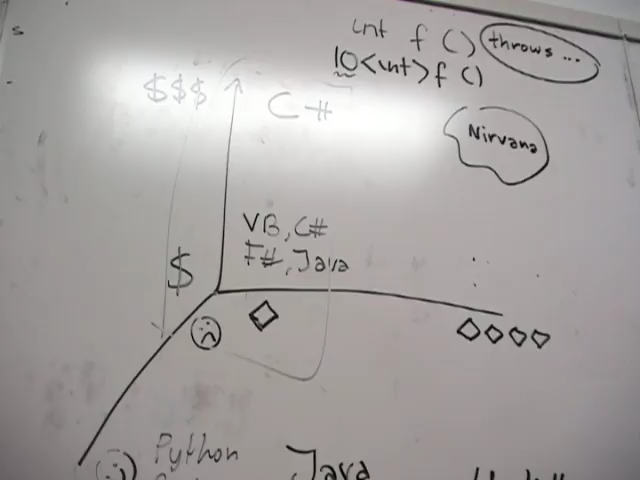 int f () throws ...
IO<int> f ()
$$$
C#
Nirvana
VB, C#
F#, Java
$
Python
Java